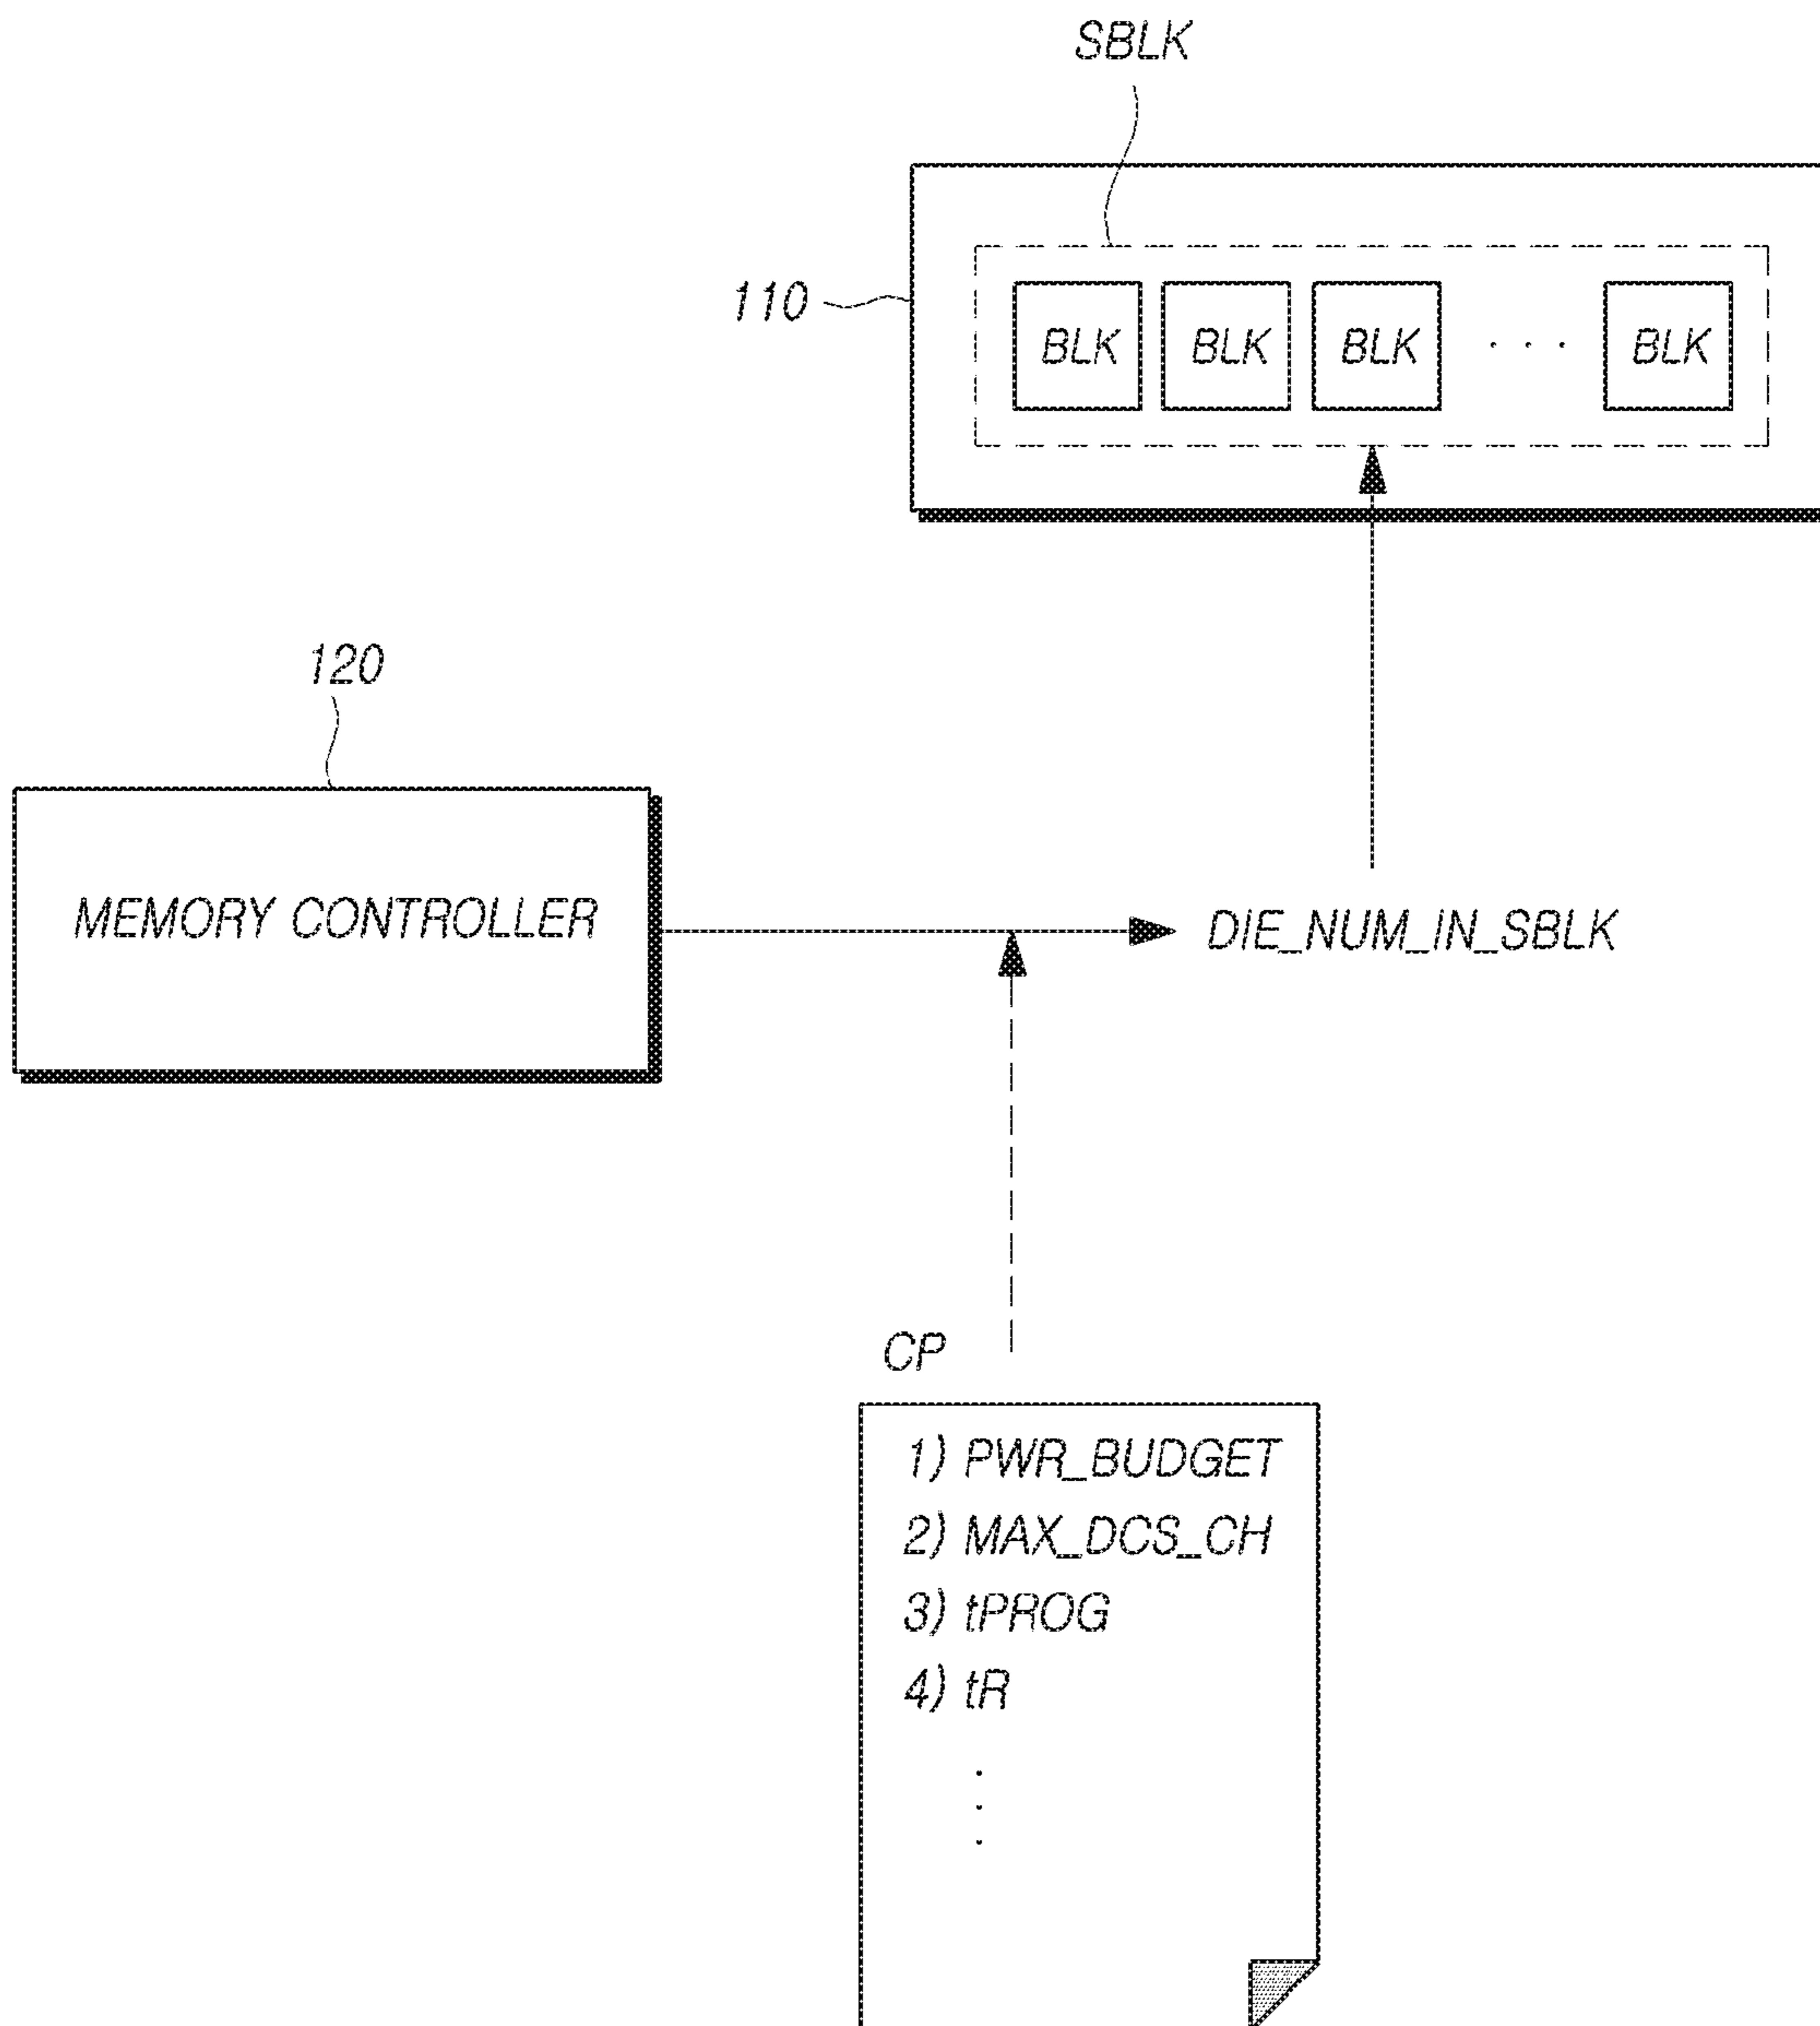 SBLK
110
BLK BLK BLK · · · BLK
120
MEMORY CONTROLLER
DIE_NUM_IN_SBLK
CP
1) PWR_BUDGET
2) MAX_DCS_CH
3) tPROG
4) tR